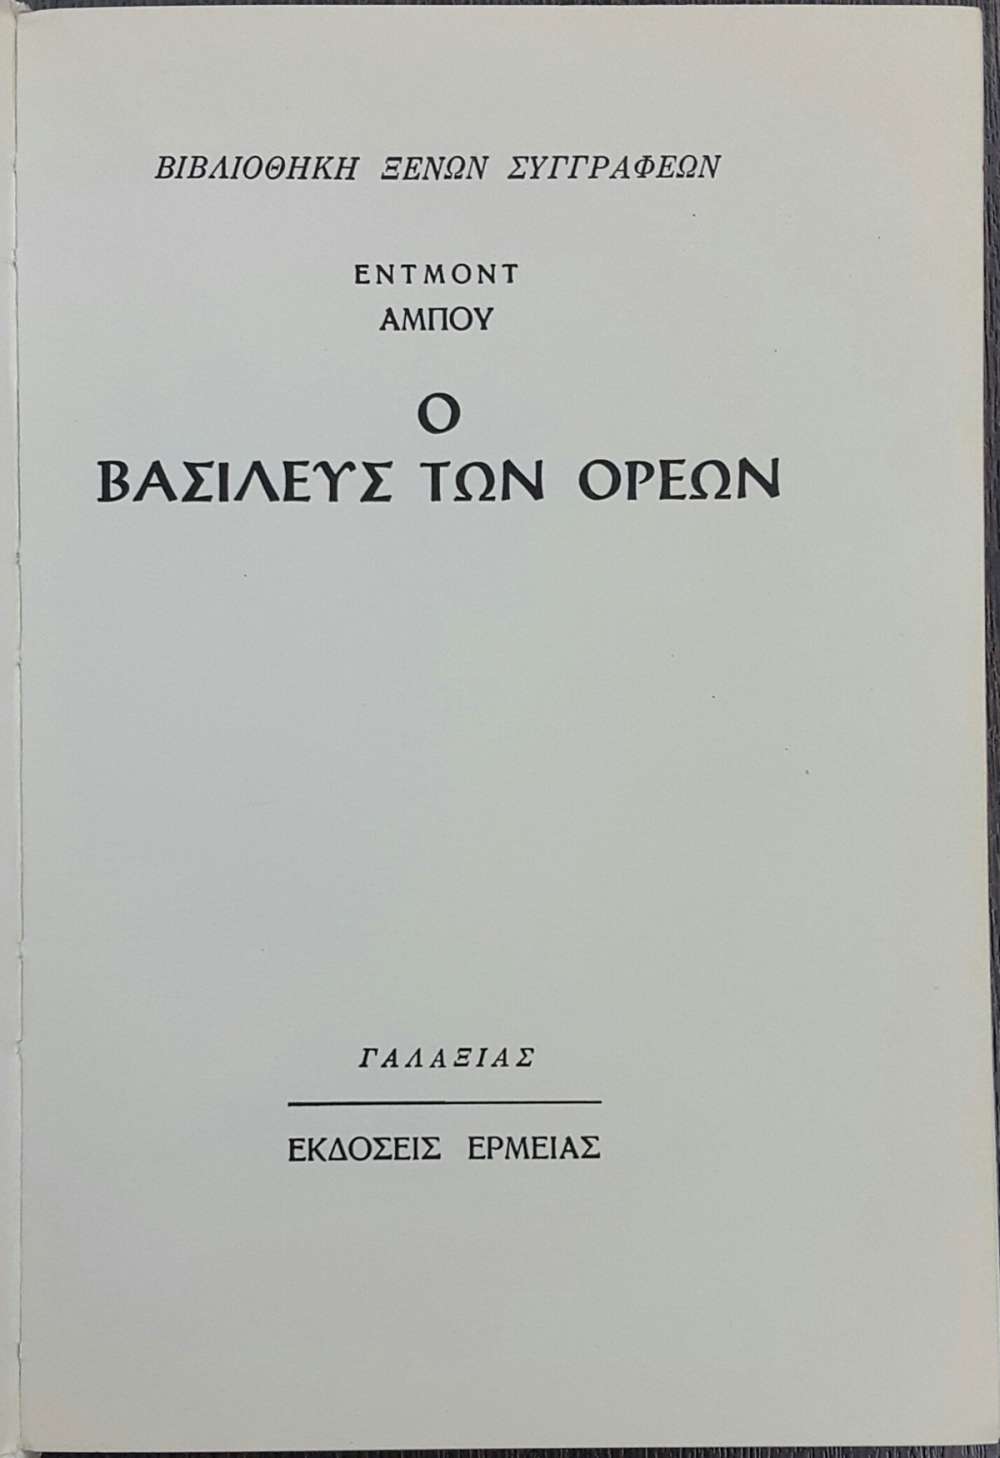 ΒΙΒΛΙΟΘΗΚΗ ΞΕΝΩΝ ΣΥΓΓΡΑΦΕΩΝ
ΕΝΤΜΟΝΤ
ΑΜΠΟΥ
Ο
ΒΑΣΙΛΕΥΣ ΤΩΝ ΟΡΕΩΝ
ΓΑΛΑΞΙΑΣ
ΕΚΔΟΣΕΙΣ ΕΡΜΕΙΑΣ